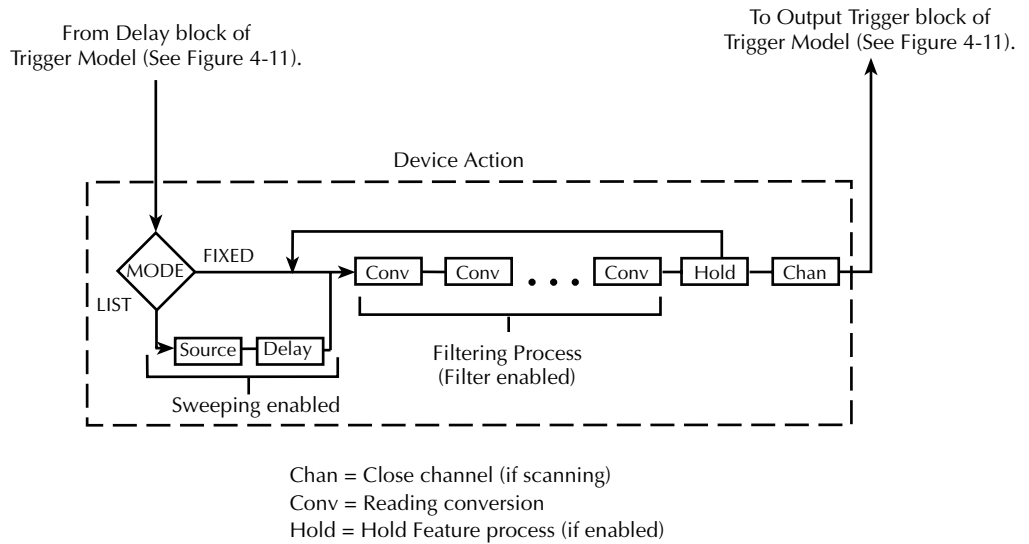 From Delay block of
Trigger Model (See Figure 4-11).
To Output Trigger block of
Trigger Model (See Figure 4-11).
Device Action
MODE
FIXED
LIST
Conv
Conv
• • •
Conv
Hold
Chan
Source
Delay
Sweeping enabled
Filtering Process
(Filter enabled)
Chan = Close channel (if scanning)
Conv = Reading conversion
Hold = Hold Feature process (if enabled)